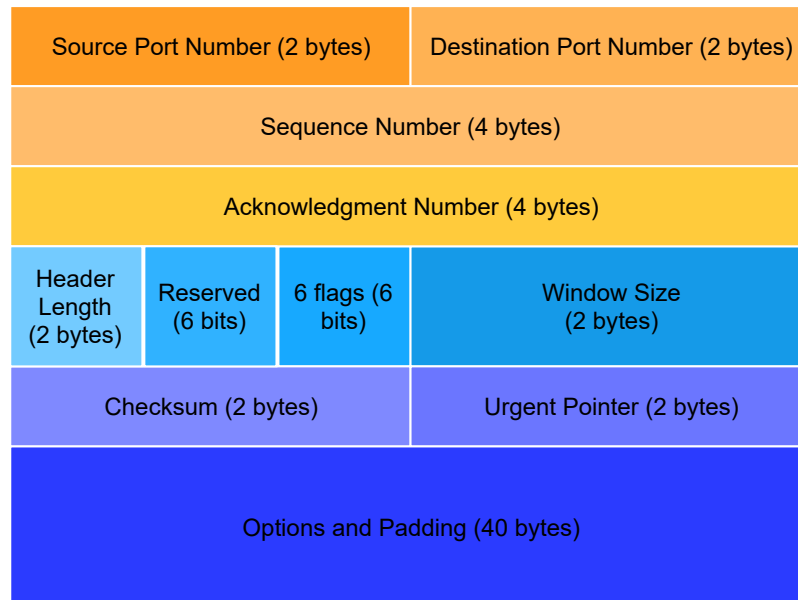 Source Port Number (2 bytes)
Destination Port Number (2 bytes)
Sequence Number (4 bytes)
Acknowledgment Number (4 bytes)
Header
Length
(2 bytes)
Reserved
(6 bits)
6 flags (6
bits)
Window Size
(2 bytes)
Checksum (2 bytes)
Urgent Pointer (2 bytes)
Options and Padding (40 bytes)